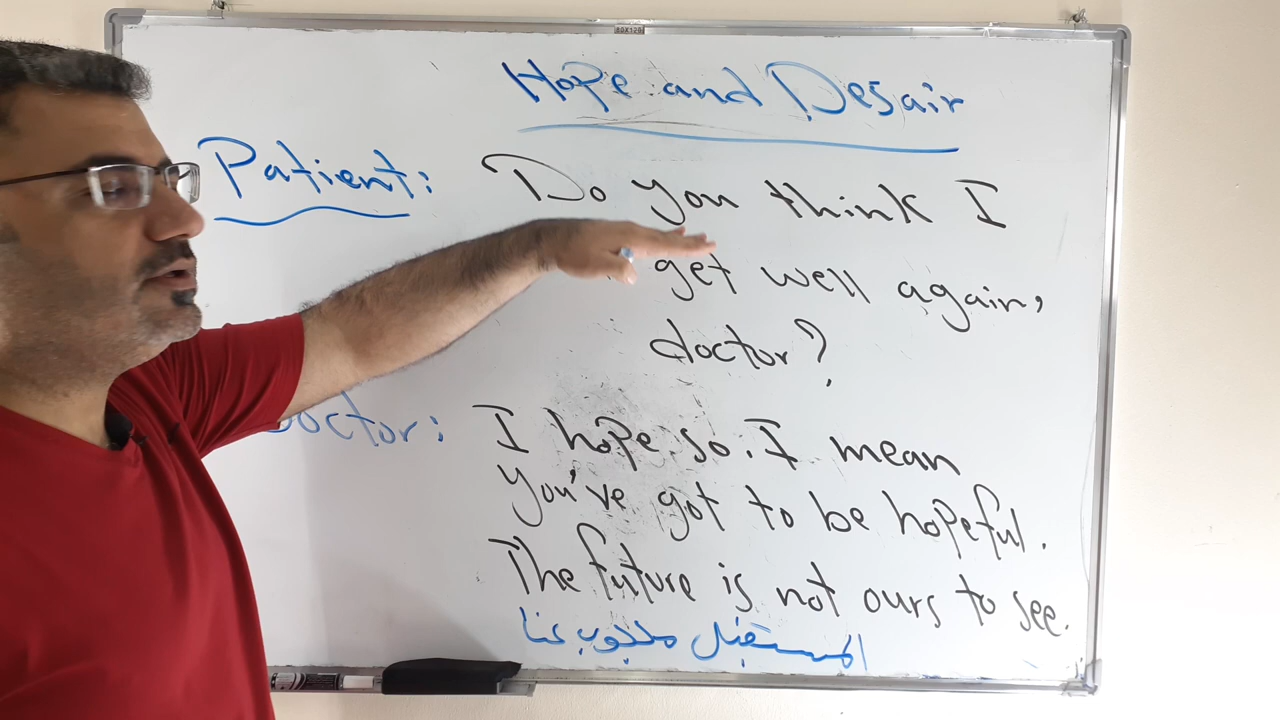 Hope and Desair
Patient: Do you think I
get well again,
doctor?
Doctor: I hope so. I mean
You've got to be hopeful.
The future is not ours to see.
المستقبل محجوب عنا